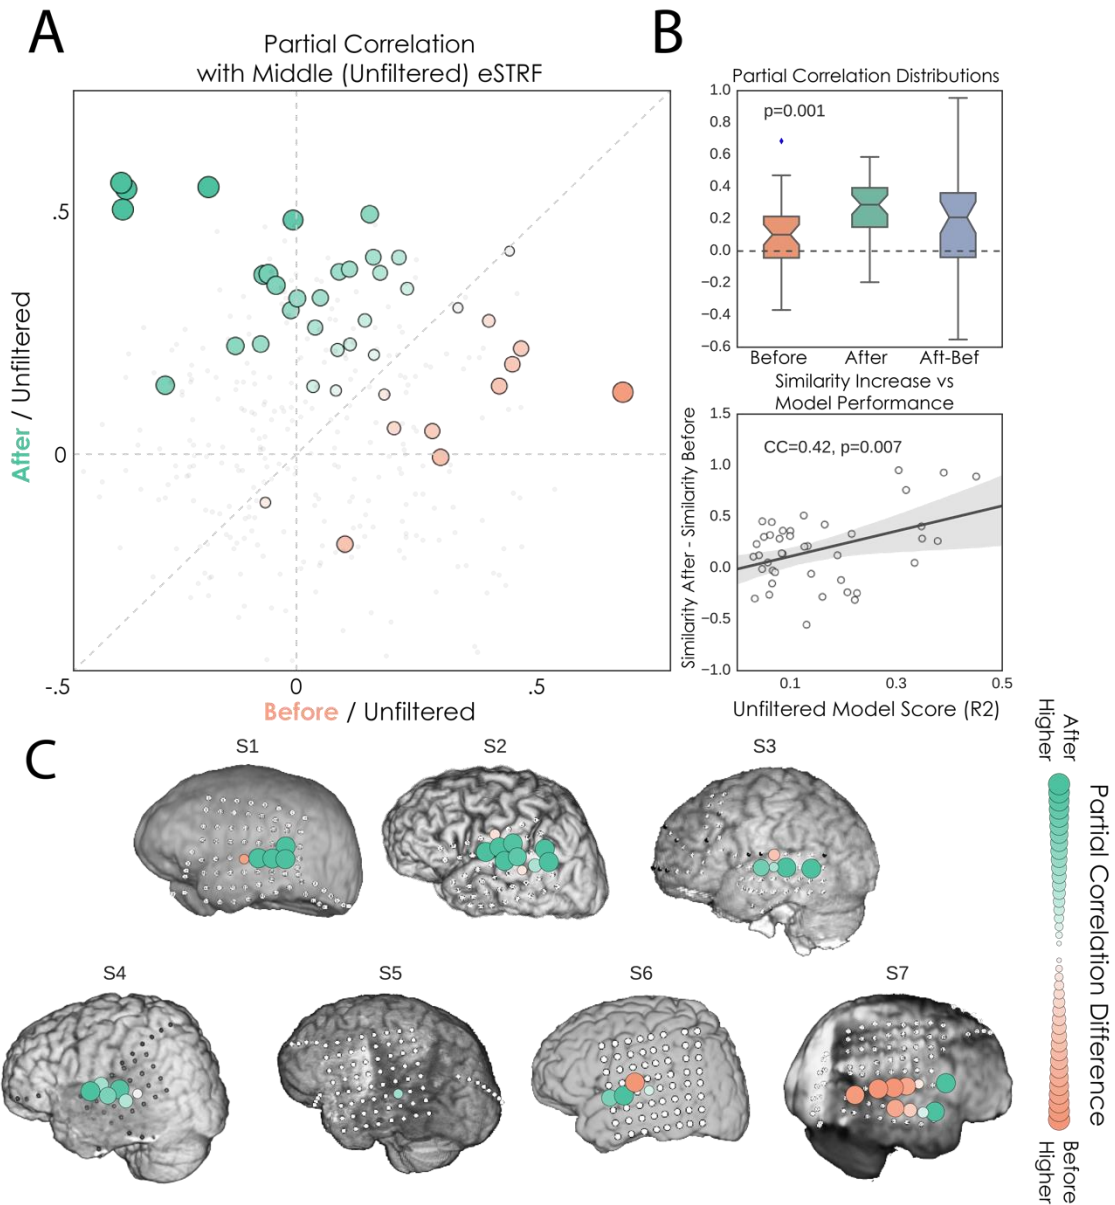 A
Partial Correlation
with Middle (Unfiltered) eSTRF
.5
0
After / Unfiltered
-.5
0
.5
Before / Unfiltered
B
Partial Correlation Distributions
p=0.001
1.0
0.8
0.6
0.4
0.2
0.0
−0.2
−0.4
−0.6
Before
After
Aft-Bef
Similarity Increase vs
Model Performance
CC=0.42, p=0.007
1.5
1.0
0.5
0.0
−0.5
−1.0
Similarity After - Similarity Before
0.1
0.3
0.5
Unfiltered Model Score (R2)
C
S1
S2
S3
S4
S5
S6
S7
After
Higher
Partial Correlation Difference
Before
Higher